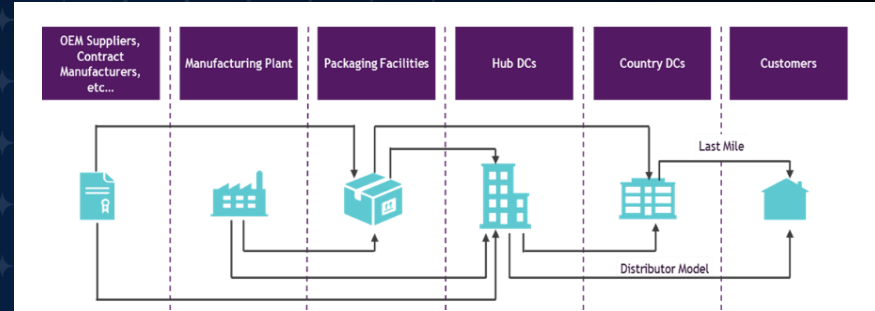 OEM Suppliers,
Contract
Manufacturers,
etc...
Manufacturing Plant
Packaging Facilities
Hub DCs
Country DCs
Customers
Last Mile
Distributor Model